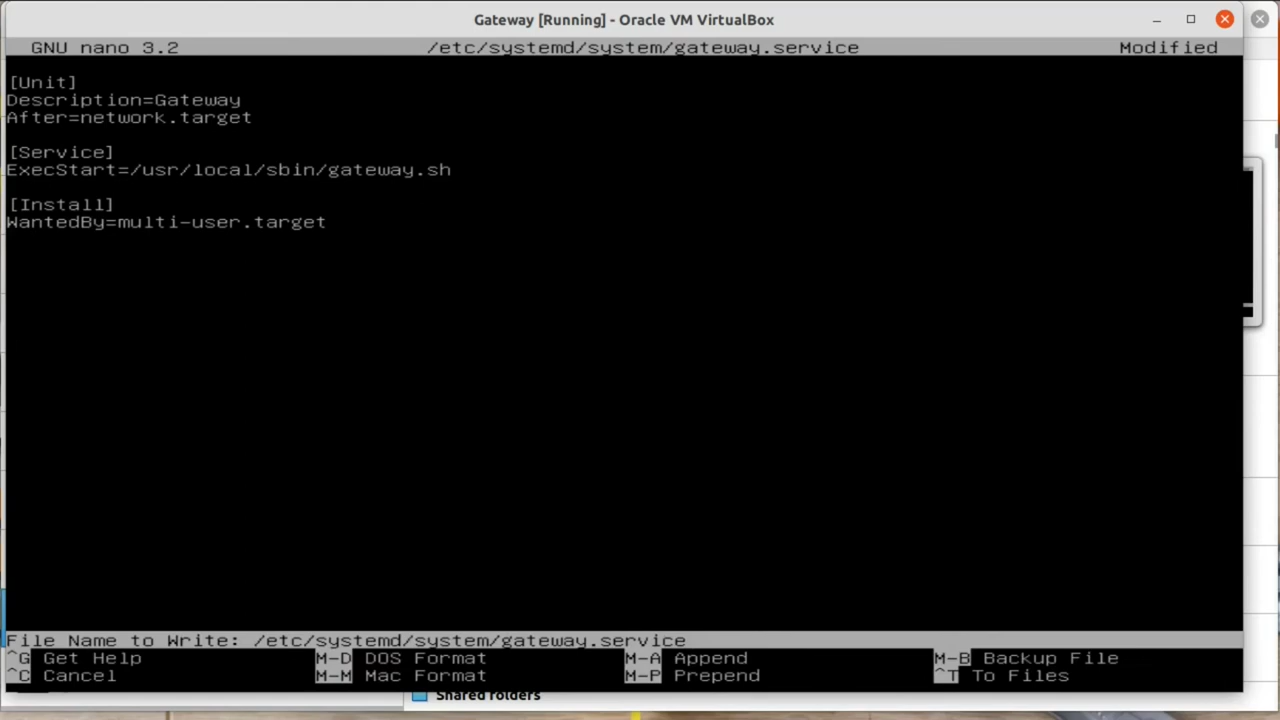 Gateway [Running] - Oracle VM VirtualBox
GNU nano 3.2 /etc/systemd/system/gateway.service Modified
[Unit]
Description=Gateway
After=network.target
[Service]
ExecStart=/usr/local/sbin/gateway.sh
[Install]
WantedBy=multi-user.target
File Name to Write: /etc/systemd/system/gateway.service
^G Get Help M-D DOS Format M-A Append M-B Backup File
^C Cancel M-M Mac Format M-P Prepend ^T To Files
Shared folders